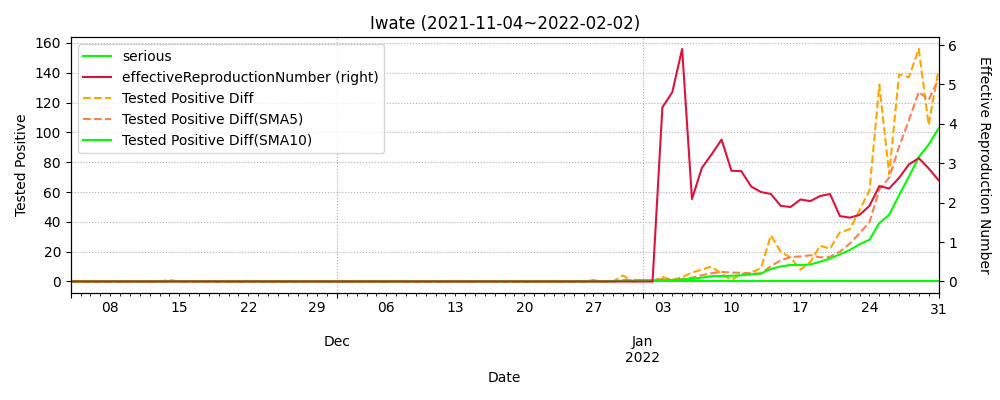 Iwate (2021-11-04~2022-02-02)
serious
effectiveReproductionNumber (right)
Tested Positive Diff
Tested Positive Diff(SMA5)
Tested Positive Diff(SMA10)
Tested Positive
160
140
120
100
80
60
40
20
0
6
5
4
3
2
1
0
Effective Reproduction Number
08 15 22 29 06 13 20 27 03 10 17 24 31
Dec Jan
2022
Date